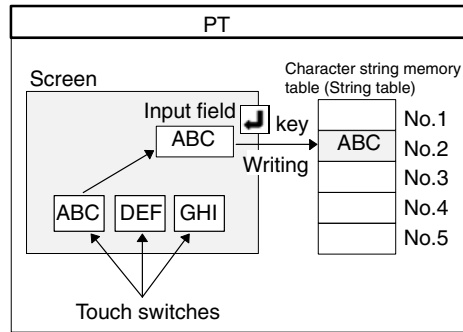 PT
Screen
Character string memory
table (String table)
Input field
key
ABC
Writing
ABC
No.1
No.2
No.3
No.4
No.5
ABC
DEF
GHI
Touch switches